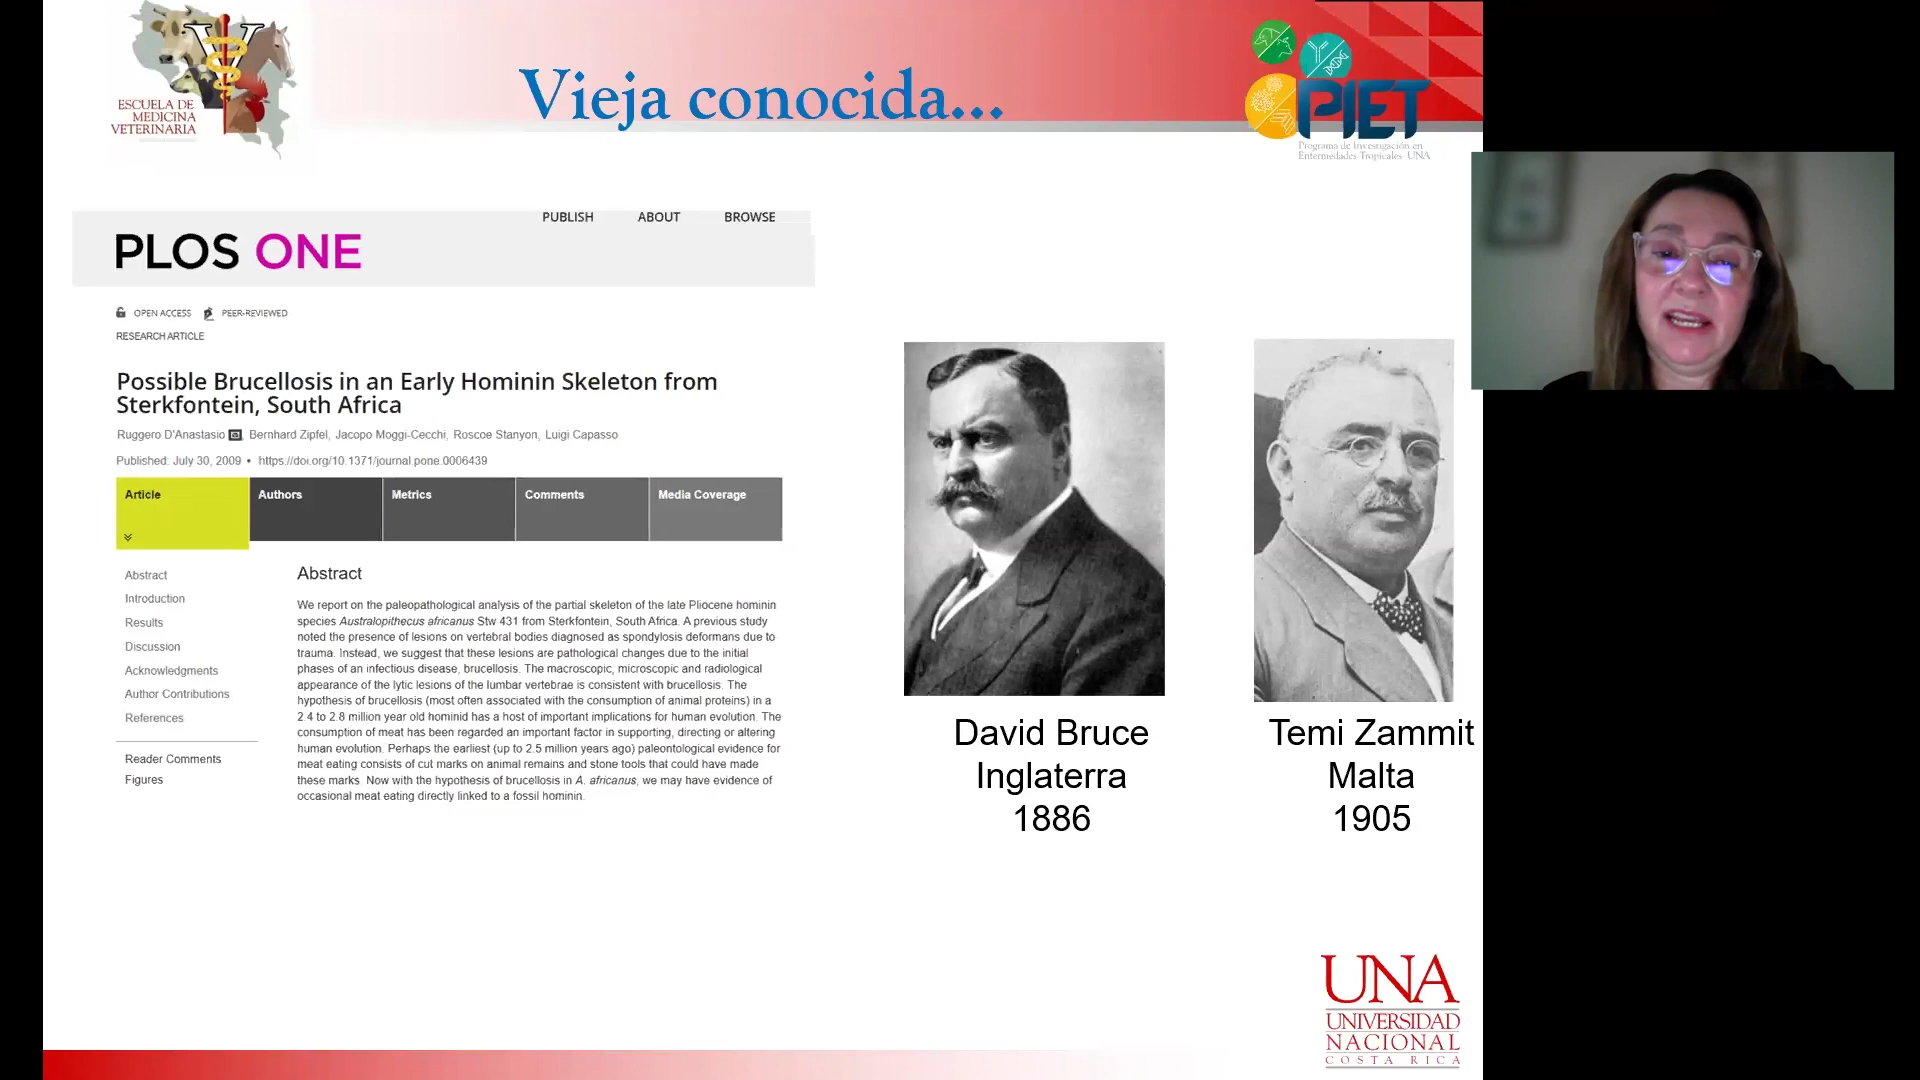 ESCUELA DE
MEDICINA
VETERINARIA
V
Vieja conocida...
PIET
Programa de Investigación en
Enfermedades Tropicales UNA
PUBLISH ABOUT BROWSE
PLOS ONE
OPEN ACCESS PEER-REVIEWED
RESEARCH ARTICLE
Possible Brucellosis in an Early Hominin Skeleton from
Sterkfontein, South Africa
Ruggero D'Anastasio, Bernhard Zipfel, Jacopo Moggi-Cecchi, Roscoe Stanyon, Luigi Capasso
Published: July 30, 2009 • https://doi.org/10.1371/journal.pone.0006439
Article Authors Metrics Comments Media Coverage
Abstract
Introduction
Results
Discussion
Acknowledgments
Author Contributions
References
Reader Comments
Figures
Abstract
We report on the paleopathological analysis of the partial skeleton of the late Pliocene hominin
species Australopithecus africanus Stw 431 from Sterkfontein, South Africa. A previous study
noted the presence of lesions on vertebral bodies diagnosed as spondylosis deformans due to
trauma. Instead, we suggest that these lesions are pathological changes due to the initial
phases of an infectious disease, brucellosis. The macroscopic, microscopic and radiological
appearance of the lytic lesions of the lumbar vertebrae is consistent with brucellosis. The
hypothesis of brucellosis (most often associated with the consumption of animal proteins) in a
2.4 to 2.8 million year old hominid has a host of important implications for human evolution. The
consumption of meat has been regarded an important factor in supporting, directing or altering
human evolution. Perhaps the earliest (up to 2.5 million years ago) paleontological evidence for
meat eating consists of cut marks on animal remains and stone tools that could have made
these marks. Now with the hypothesis of brucellosis in A. africanus, we may have evidence of
occasional meat eating directly linked to a fossil hominin.
David Bruce
Inglaterra
1886
Temi Zammit
Malta
1905
UNA
UNIVERSIDAD
NACIONAL
COSTA RICA